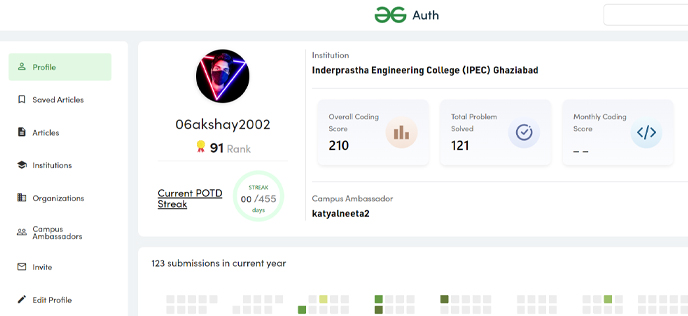 Auth
Profile
Saved Articles
Articles
Institutions
Organizations
Campus
Ambassadors
Invite
Edit Profile
06akshay2002
91 Rank
Current POTD
Streak
STREAK
00 /455
days
Institution
Inderprastha Engineering College (IPEC) Ghaziabad
Overall Coding
Score
210
Total Problem
Solved
121
Monthly Coding
Score
_ _
Campus Ambassador
katyalneeta2
123 submissions in current year